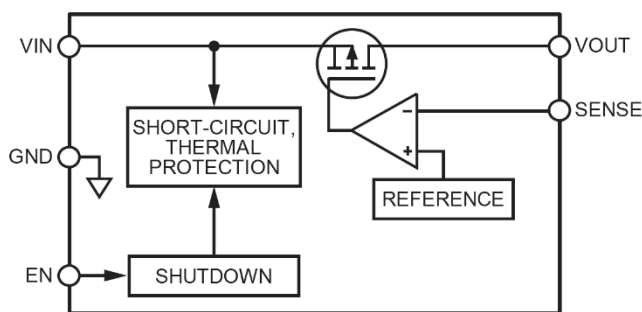 VIN
VOUT
SENSE
SHORT-CIRCUIT,
THERMAL
PROTECTION
–
+
GND
REFERENCE
EN
SHUTDOWN